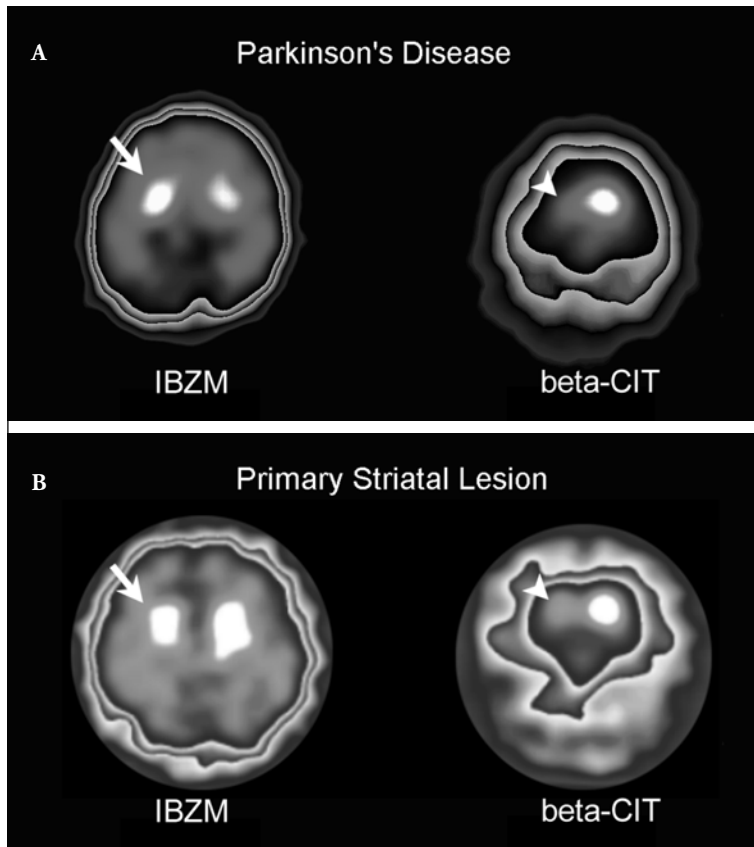 A
Parkinson's Disease
IBZM
beta-CIT
B
Primary Striatal Lesion
IBZM
beta-CIT